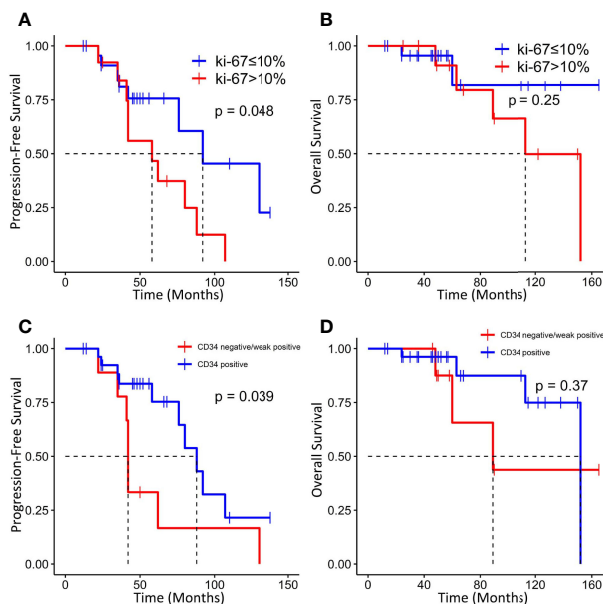 A
ki-67≤10%
ki-67>10%
p = 0.048
Progression-Free Survival
1.00
0.75
0.50
0.25
0.00
0
50
100
150
Time (Months)
B
ki-67≤10%
ki-67>10%
p = 0.25
Overall Survival
1.00
0.75
0.50
0.25
0.00
0
40
80
120
160
Time (Months)
C
CD34 negative/weak positive
CD34 positive
p = 0.039
Progression-Free Survival
1.00
0.75
0.50
0.25
0.00
0
50
100
150
Time (Months)
D
CD34 negative/weak positive
CD34 positive
p = 0.37
Overall Survival
1.00
0.75
0.50
0.25
0.00
0
40
80
120
160
Time (Months)